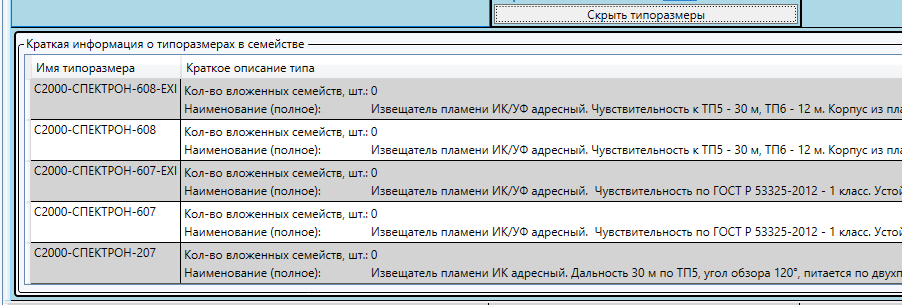 Скрыть типоразмеры
Краткая информация о типоразмерах в семействе
Имя типоразмера Краткое описание типа
С2000-СПЕКТРОН-608-EXI Кол-во вложенных семейств, шт.: 0
Наименование (полное): Извещатель пламени ИК/УФ адресный. Чувствительность к ТП5 - 30 м, ТП6 - 12 м. Корпус из пла
С2000-СПЕКТРОН-608 Кол-во вложенных семейств, шт.: 0
Наименование (полное): Извещатель пламени ИК/УФ адресный. Чувствительность к ТП5 - 30 м, ТП6 - 12 м. Корпус из пла
С2000-СПЕКТРОН-607-EXI Кол-во вложенных семейств, шт.: 0
Наименование (полное): Извещатель пламени ИК/УФ адресный. Чувствительность по ГОСТ Р 53325-2012 - 1 класс. Устой
С2000-СПЕКТРОН-607 Кол-во вложенных семейств, шт.: 0
Наименование (полное): Извещатель пламени ИК/УФ адресный. Чувствительность по ГОСТ Р 53325-2012 - 1 класс. Устой
С2000-СПЕКТРОН-207 Кол-во вложенных семейств, шт.: 0
Наименование (полное): Извещатель пламени ИК адресный. Дальность 30 м по ТП5, угол обзора 120°, питается по двухп